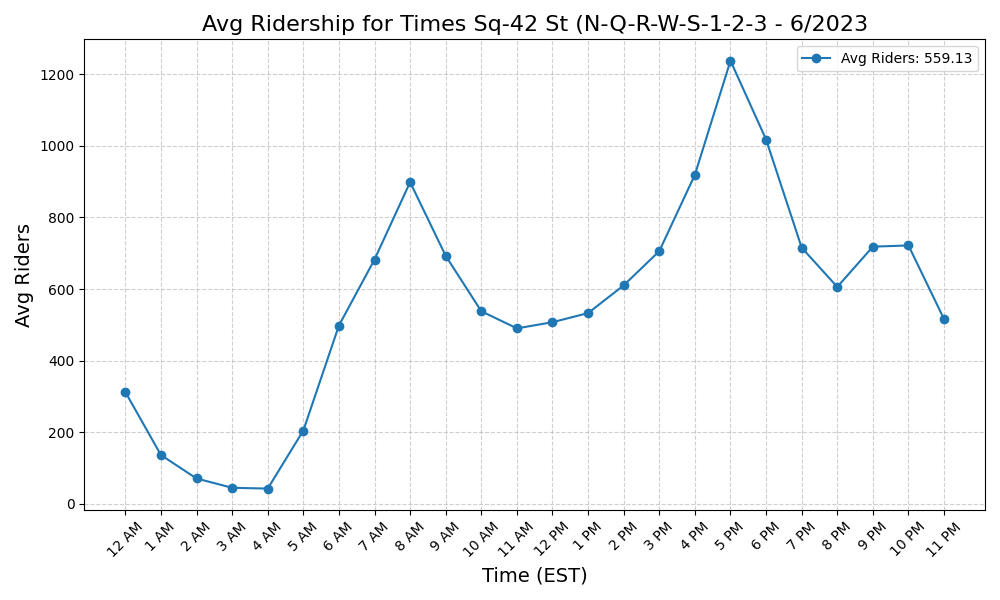 Avg Ridership for Times Sq-42 St (N-Q-R-W-S-1-2-3 - 6/2023
Avg Riders: 559.13
Avg Riders
1200
1000
800
600
400
200
0
12 AM
1 AM
2 AM
3 AM
4 AM
5 AM
6 AM
7 AM
8 AM
9 AM
10 AM
11 AM
12 PM
1 PM
2 PM
3 PM
4 PM
5 PM
6 PM
7 PM
8 PM
9 PM
10 PM
11 PM
Time (EST)